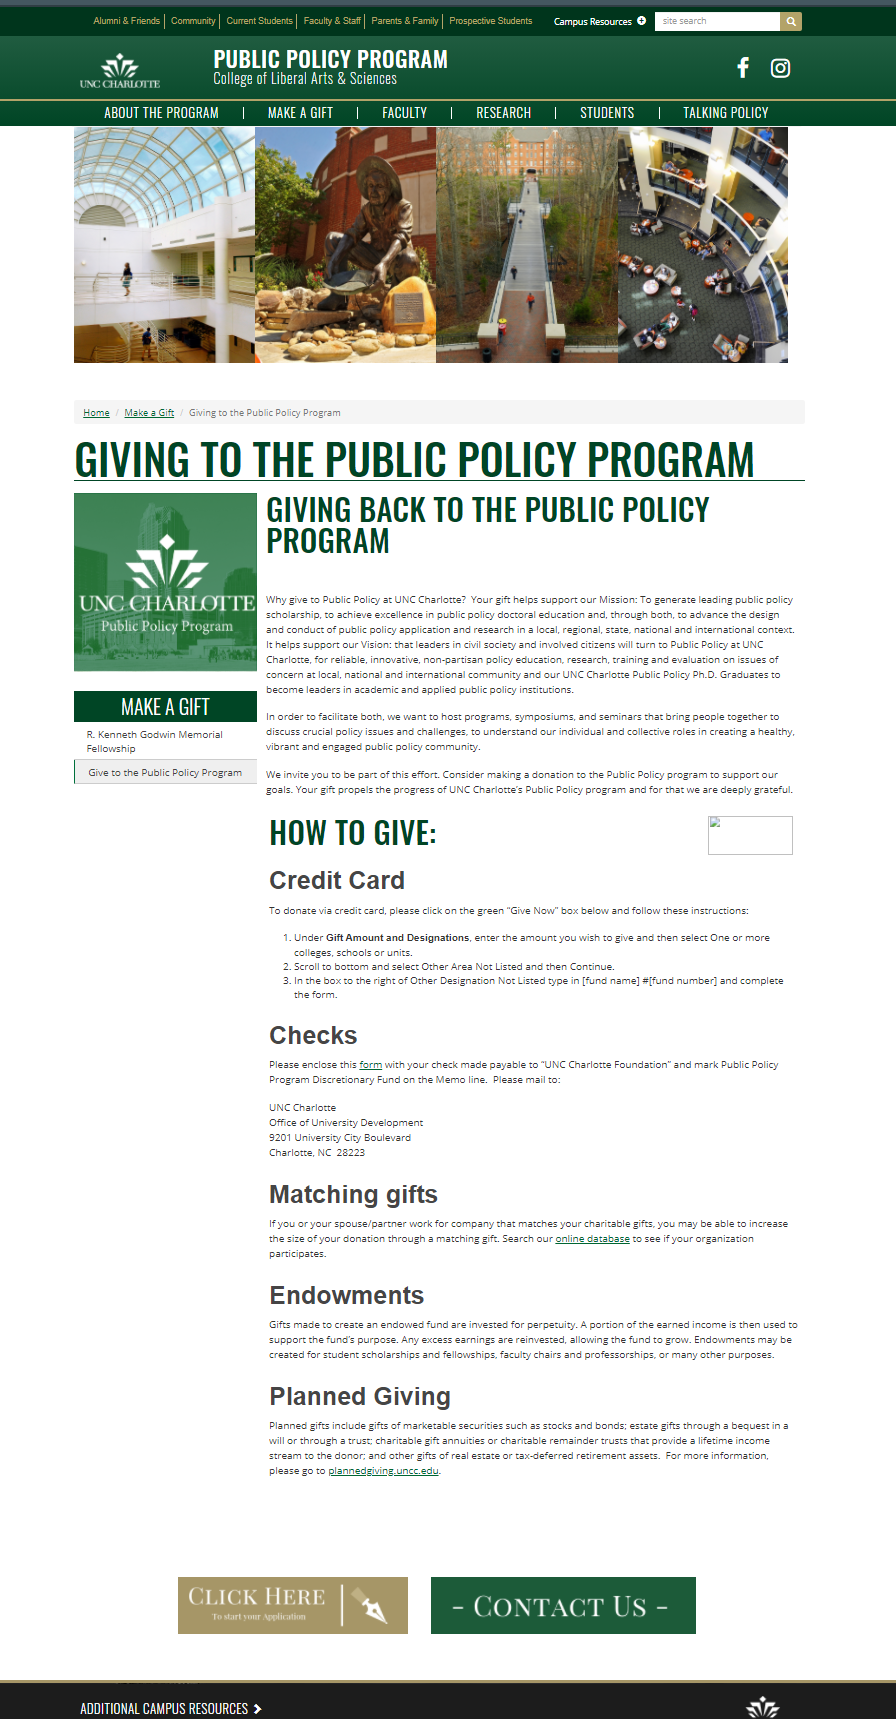 Alumni & Friends Community Current Students Faculty & Staff Parents & Family Prospective Students Campus Resources site search
UNC CHARLOTTE
PUBLIC POLICY PROGRAM
College of Liberal Arts & Sciences
ABOUT THE PROGRAM | MAKE A GIFT | FACULTY | RESEARCH | STUDENTS | TALKING POLICY
Home / Make a Gift / Giving to the Public Policy Program
GIVING TO THE PUBLIC POLICY PROGRAM
UNC CHARLOTTE
Public Policy Program
MAKE A GIFT
R. Kenneth Godwin Memorial
Fellowship
Give to the Public Policy Program
GIVING BACK TO THE PUBLIC POLICY
PROGRAM
Why give to Public Policy at UNC Charlotte?  Your gift helps support our Mission: To generate leading public policy
scholarship, to achieve excellence in public policy doctoral education and, through both, to advance the design
and conduct of public policy application and research in a local, regional, state, national and international context.
It helps support our Vision: that leaders in civil society and involved citizens will turn to Public Policy at UNC
Charlotte, for reliable, innovative, non-partisan policy education, research, training and evaluation on issues of
concern at local, national and international community and our UNC Charlotte Public Policy Ph.D. Graduates to
become leaders in academic and applied public policy institutions.
In order to facilitate both, we want to host programs, symposiums, and seminars that bring people together to
discuss crucial policy issues and challenges, to understand our individual and collective roles in creating a healthy,
vibrant and engaged public policy community.
We invite you to be part of this effort. Consider making a donation to the Public Policy program to support our
goals. Your gift propels the progress of UNC Charlotte's Public Policy program and for that we are deeply grateful.
HOW TO GIVE:
Credit Card
To donate via credit card, please click on the green “Give Now” box below and follow these instructions:
1. Under Gift Amount and Designations, enter the amount you wish to give and then select One or more
colleges, schools or units.
2. Scroll to bottom and select Other Area Not Listed and then Continue.
3. In the box to the right of Other Designation Not Listed type in [fund name] #[fund number] and complete
the form.
Checks
Please enclose this form with your check made payable to “UNC Charlotte Foundation” and mark Public Policy
Program Discretionary Fund on the Memo line.  Please mail to:
UNC Charlotte
Office of University Development
9201 University City Boulevard
Charlotte, NC  28223
Matching gifts
If you or your spouse/partner work for company that matches your charitable gifts, you may be able to increase
the size of your donation through a matching gift. Search our online database to see if your organization
participates.
Endowments
Gifts made to create an endowed fund are invested for perpetuity. A portion of the earned income is then used to
support the fund's purpose. Any excess earnings are reinvested, allowing the fund to grow. Endowments may be
created for student scholarships and fellowships, faculty chairs and professorships, or many other purposes.
Planned Giving
Planned gifts include gifts of marketable securities such as stocks and bonds; estate gifts through a bequest in a
will or through a trust; charitable gift annuities or charitable remainder trusts that provide a lifetime income
stream to the donor; and other gifts of real estate or tax-deferred retirement assets.  For more information,
please go to plannedgiving.uncc.edu.
CLICK HERE
To start your Application
- CONTACT US -
ADDITIONAL CAMPUS RESOURCES